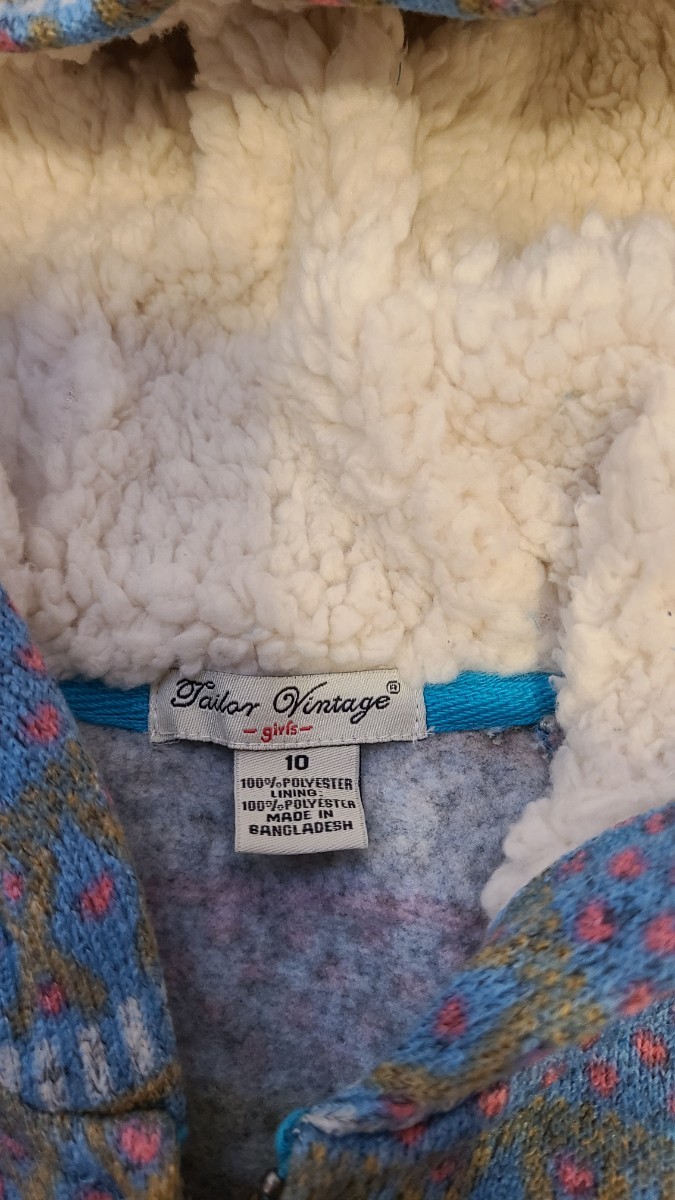 Tailor Vintage®
- girls -
10
100% POLYESTER
LINING:
100% POLYESTER
MADE IN
BANGLADESH